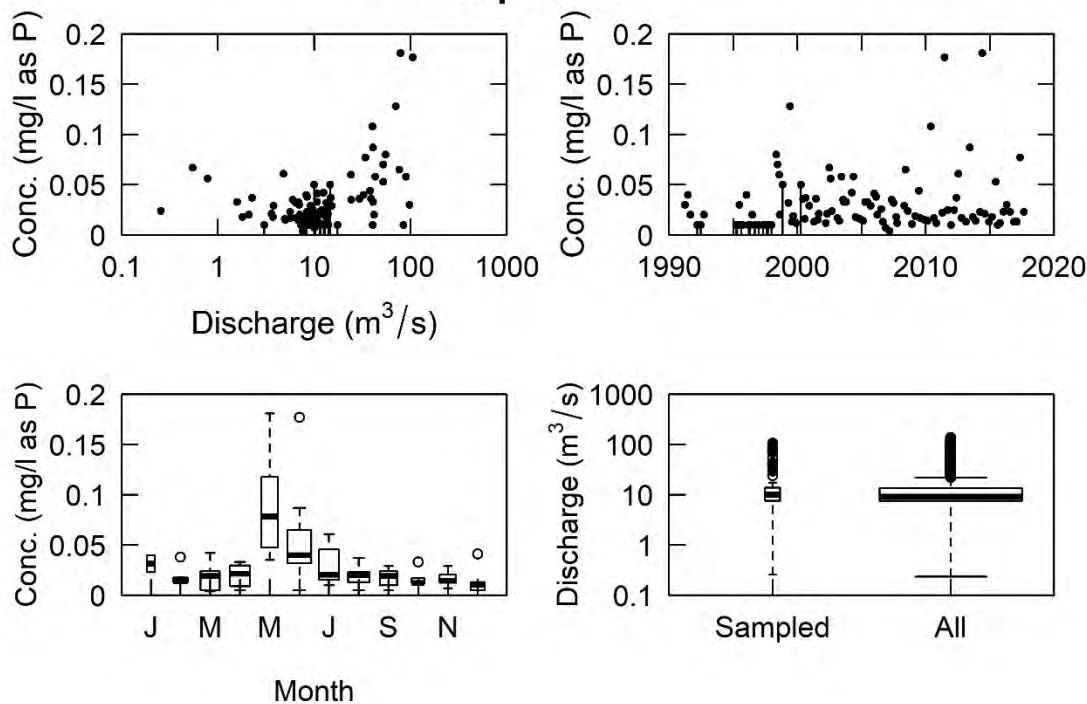 Conc. (mg/l as P)
0.2
0.15
0.1
0.05
0
0.1 1 10 100 1000
Discharge (m³/s)
Conc. (mg/l as P)
0.2
0.15
0.1
0.05
0
1990 2000 2010 2020
Conc. (mg/l as P)
0.2
0.15
0.1
0.05
0
J M M J S N
Month
Discharge (m³/s)
1000
100
10
1
0.1
Sampled All